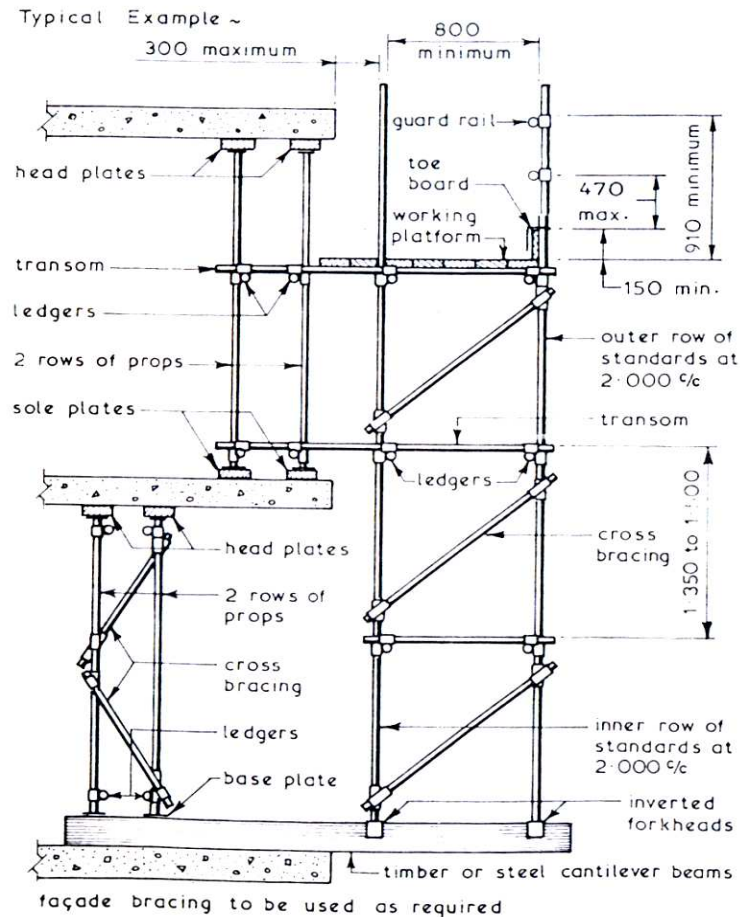 Typical Example ~
300 maximum
800
minimum
guard rail
toe
board
470
max.
910 minimum
head plates
working
platform
transom
150 min.
ledgers
2 rows of props
outer row of
standards at
2·000 c/c
sole plates
transom
ledgers
head plates
cross
bracing
2 rows of
props
cross
bracing
ledgers
inner row of
standards at
2·000 c/c
base plate
inverted
forkheads
timber or steel cantilever beams
façade bracing to be used as required